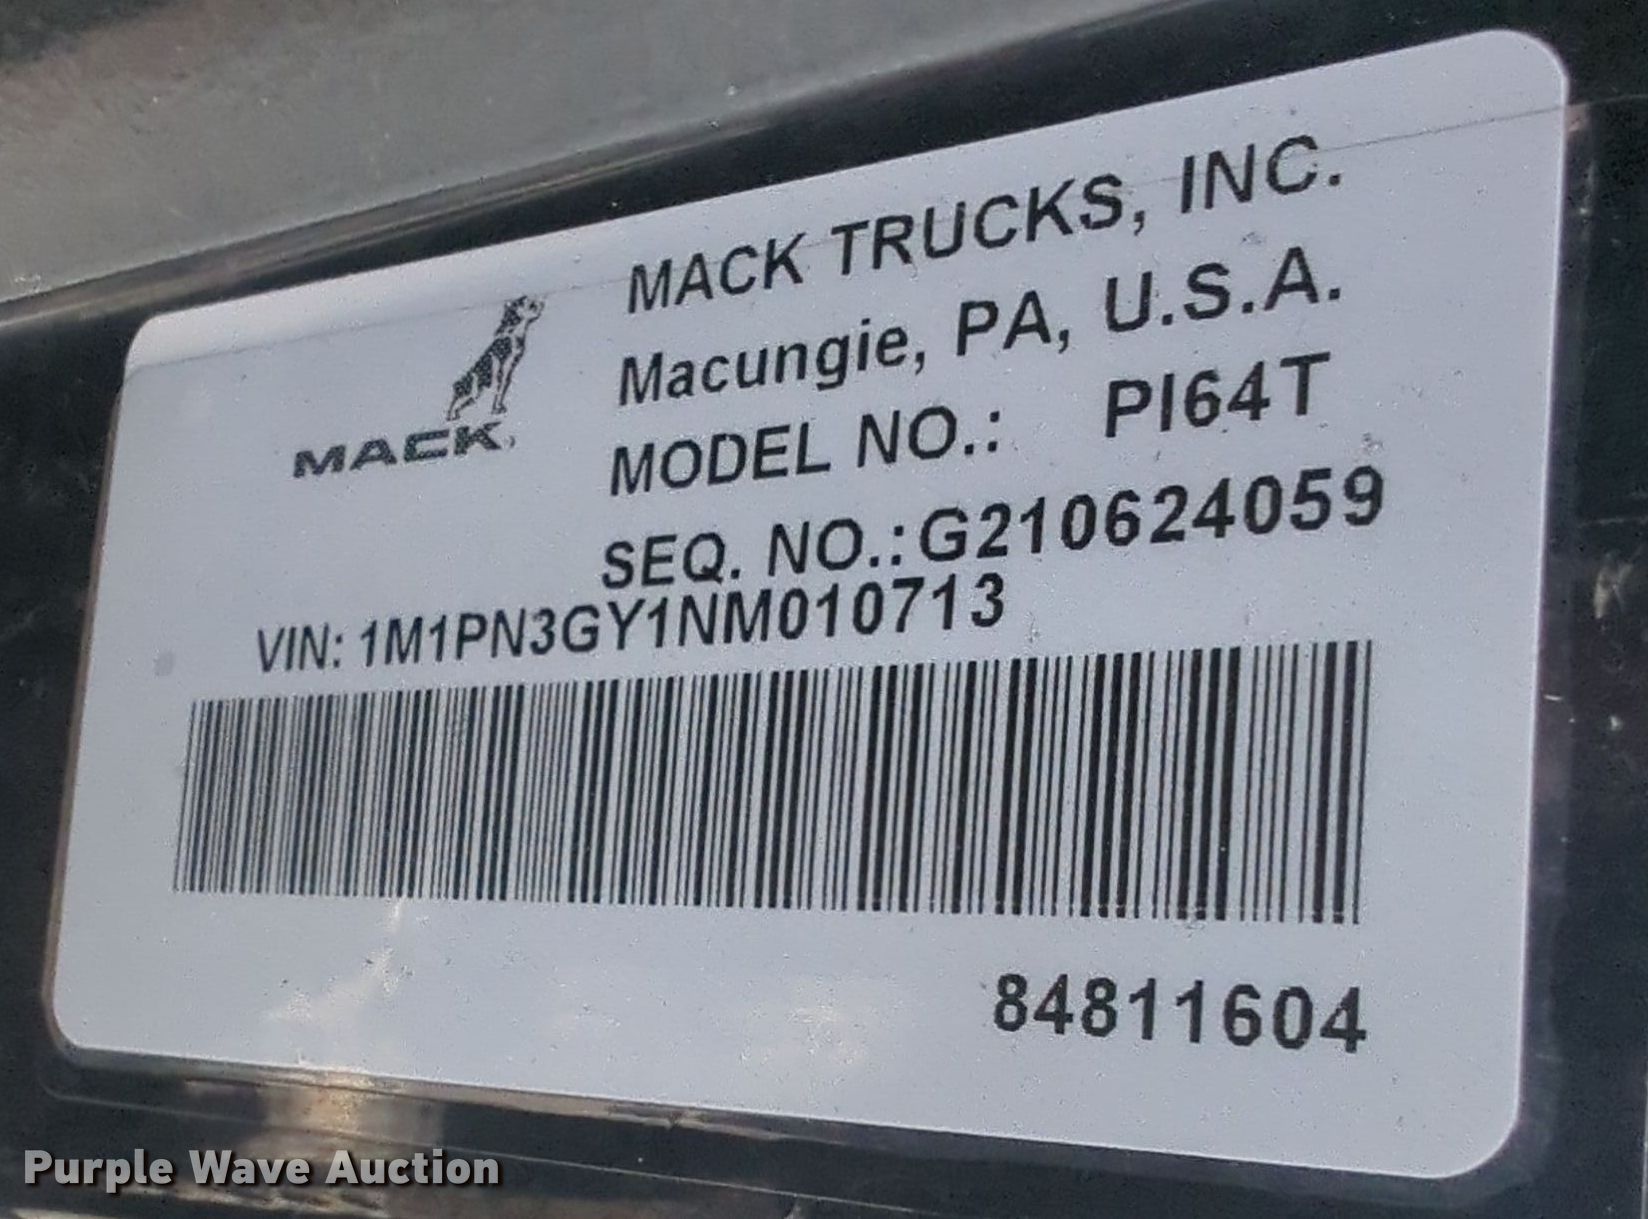 MACK TRUCKS, INC.
Macungie, PA, U.S.A.
MACK
MODEL NO.: PI64T
SEQ. NO.:G210624059
VIN: 1M1PN3GY1NM010713
84811604
Purple Wave Auction